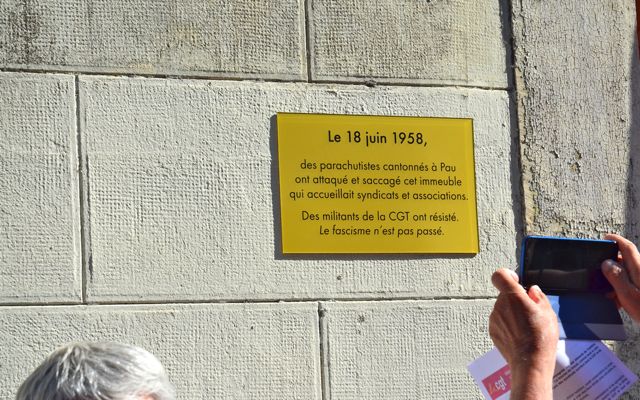 Le 18 juin 1958,
des parachutistes cantonnés à Pau
ont attaqué et saccagé cet immeuble
qui accueillait syndicats et associations.
Des militants de la CGT ont résisté.
Le fascisme n'est pas passé.
cgt